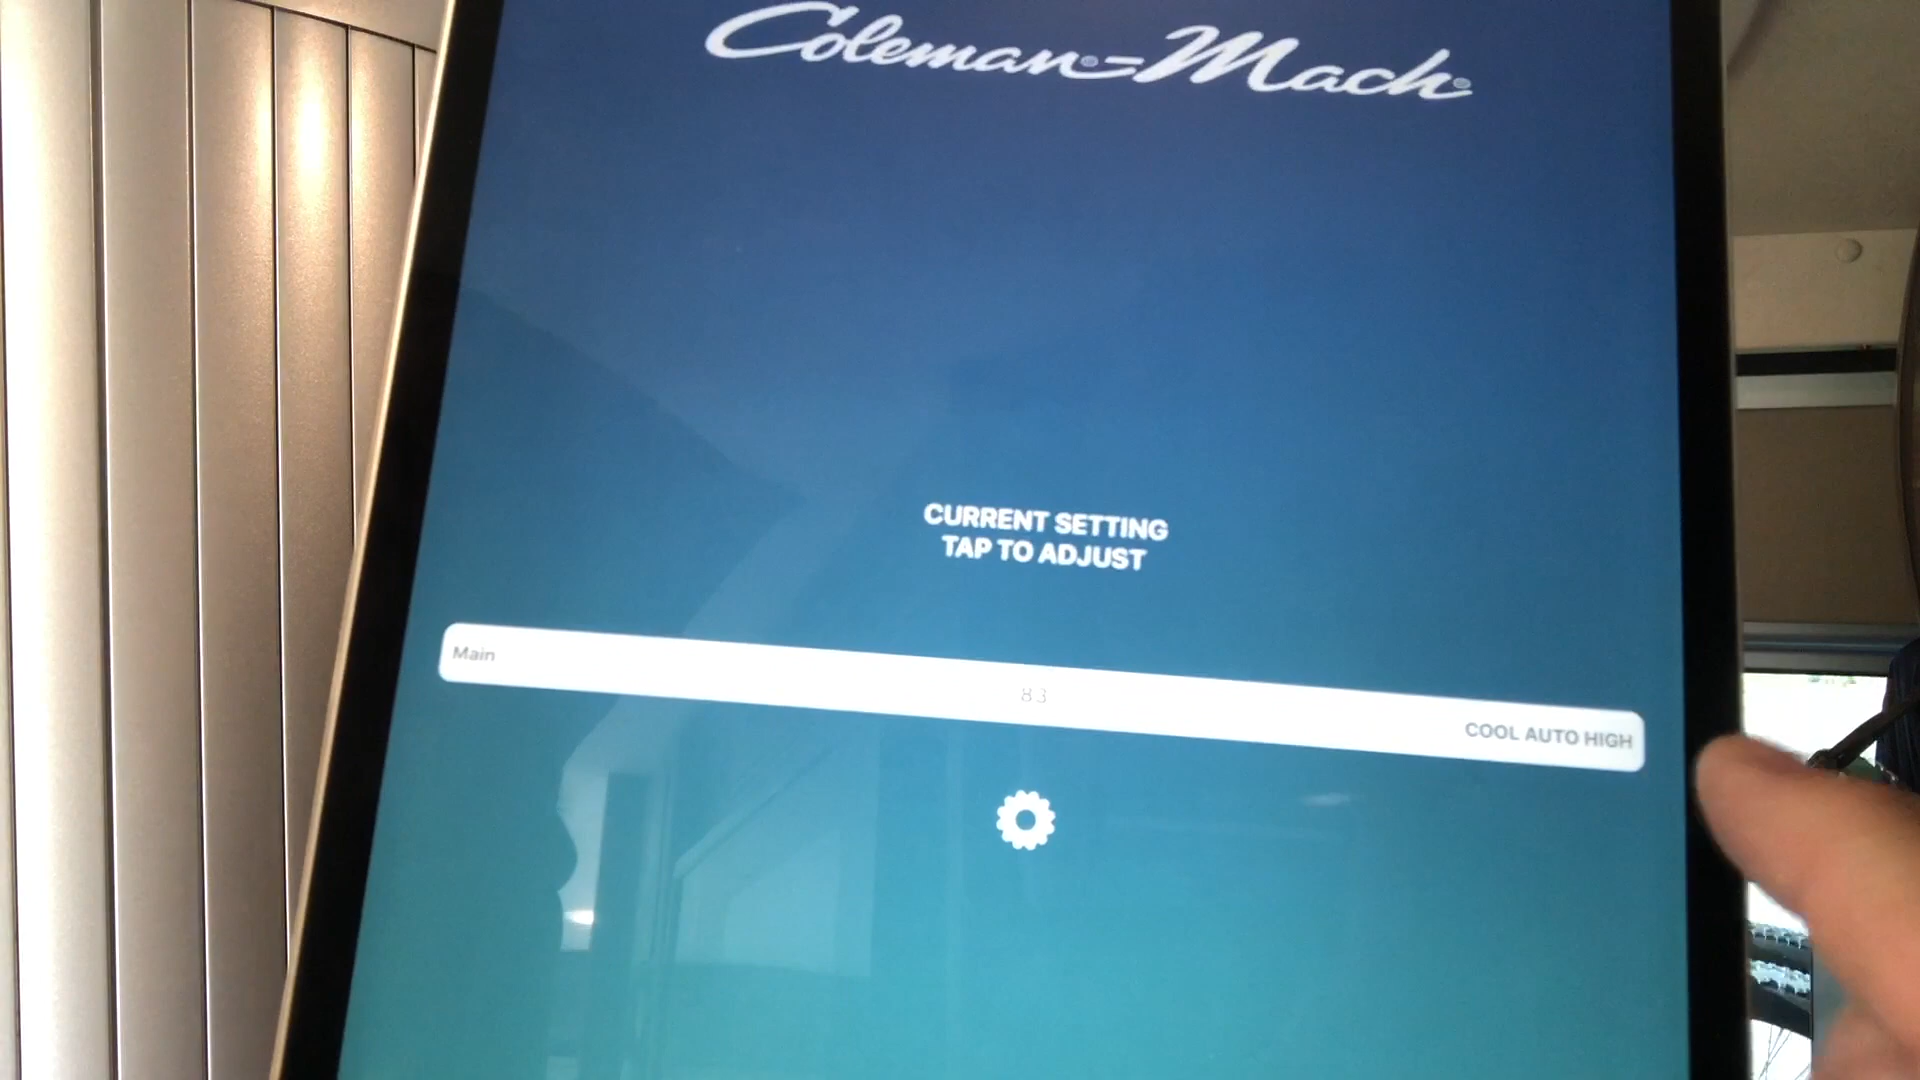 Coleman®-Mach®
CURRENT SETTING
TAP TO ADJUST
Main
83
COOL AUTO HIGH